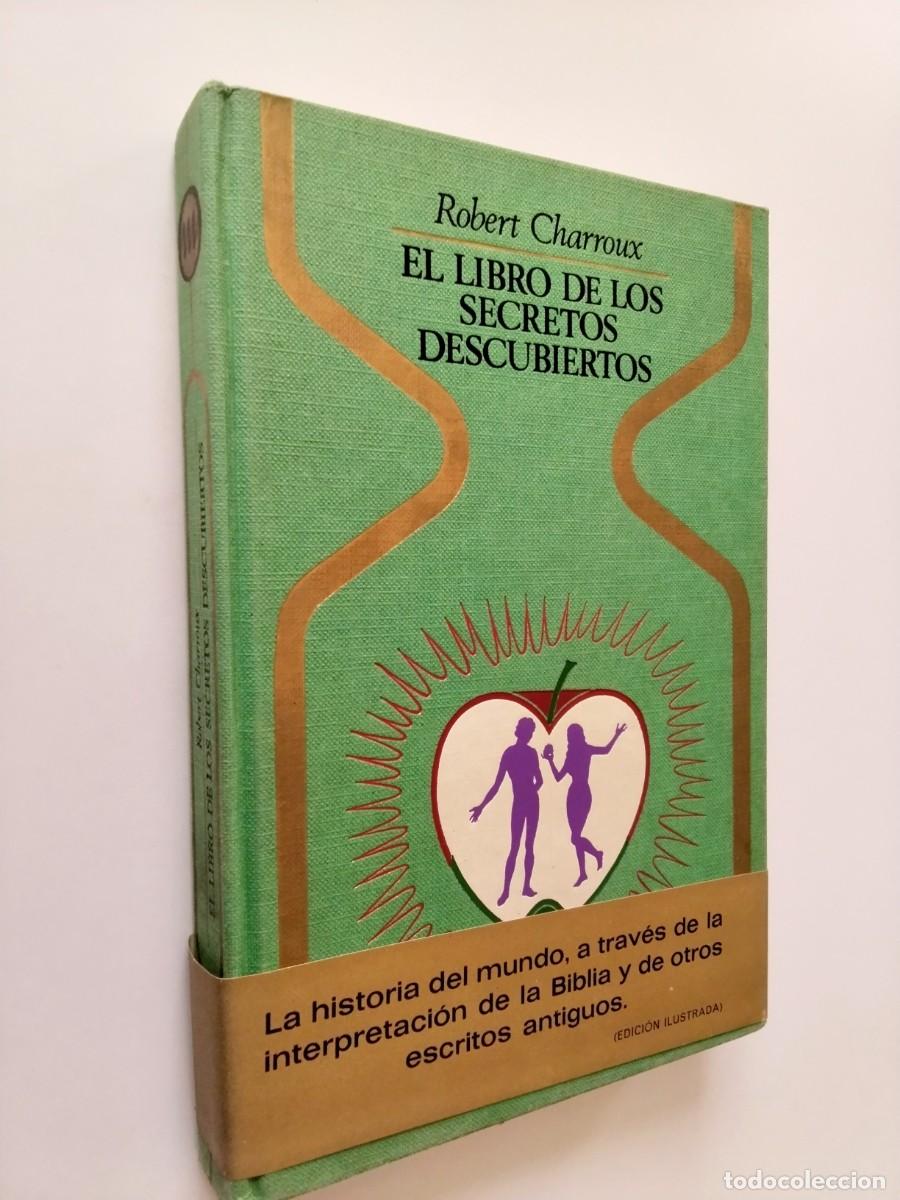 Robert Charroux
EL LIBRO DE LOS
SECRETOS
DESCUBIERTOS
Robert Charroux
EL LIBRO DE LOS SECRETOS DESCUBIERTOS
La historia del mundo, a través de la
interpretación de la Biblia y de otros
escritos antiguos.
(EDICIÓN ILUSTRADA)
todocoleccion